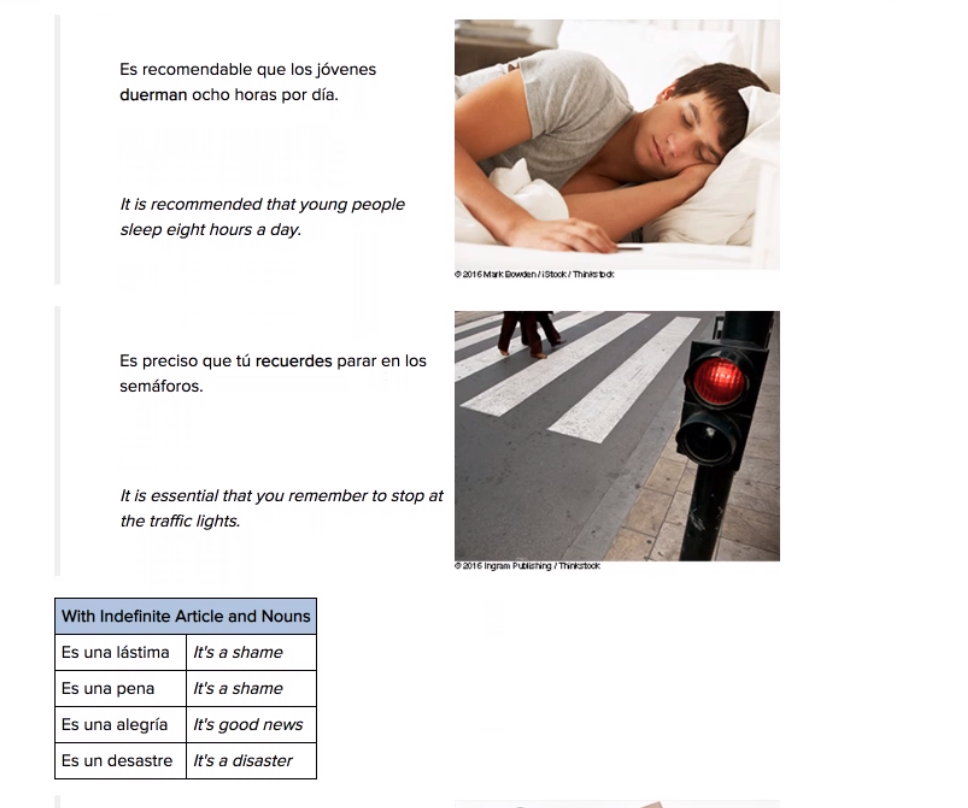 Es recomendable que los jóvenes
duerman ocho horas por día.
It is recommended that young people
sleep eight hours a day.
© 2016 Mark Bowden / iStock / Thinkstock
Es preciso que tú recuerdes parar en los
semáforos.
It is essential that you remember to stop at
the traffic lights.
© 2016 Ingram Publishing / Thinkstock
With Indefinite Article and Nouns
Es una lástima It's a shame
Es una pena It's a shame
Es una alegría It's good news
Es un desastre It's a disaster